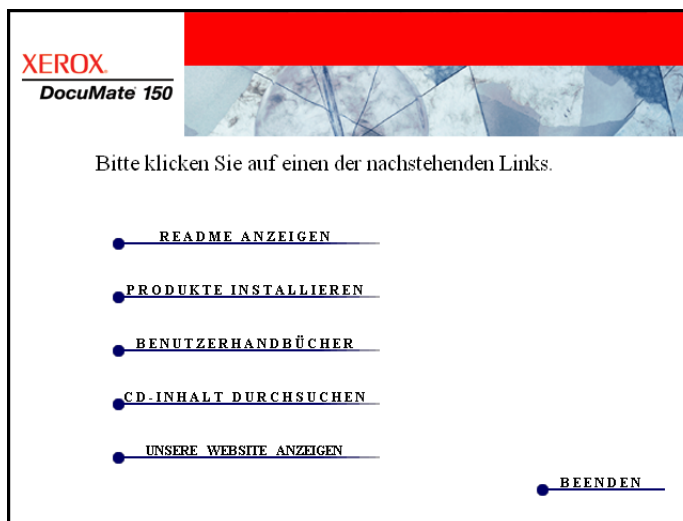 XEROX.
DocuMate 150
Bitte klicken Sie auf einen der nachstehenden Links.
README ANZEIGEN
PRODUKTE INSTALLIEREN
BENUTZERHANDBÜCHER
CD-INHALT DURCHSUCHEN
UNSERE WEBSITE ANZEIGEN
BEENDEN